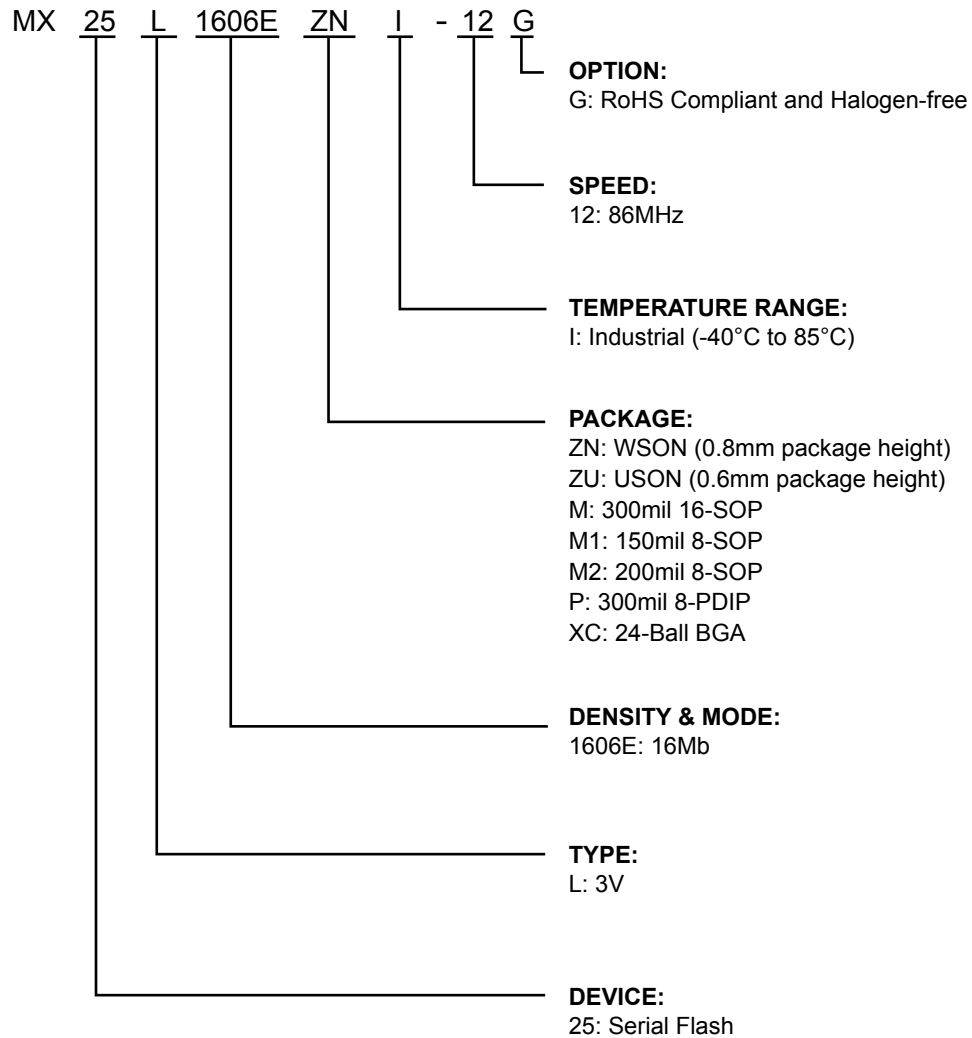 MX 25 L 1606E ZN I - 12 G
OPTION:
G: RoHS Compliant and Halogen-free
SPEED:
12: 86MHz
TEMPERATURE RANGE:
I: Industrial (-40°C to 85°C)
PACKAGE:
ZN: WSON (0.8mm package height)
ZU: USON (0.6mm package height)
M: 300mil 16-SOP
M1: 150mil 8-SOP
M2: 200mil 8-SOP
P: 300mil 8-PDIP
XC: 24-Ball BGA
DENSITY & MODE:
1606E: 16Mb
TYPE:
L: 3V
DEVICE:
25: Serial Flash